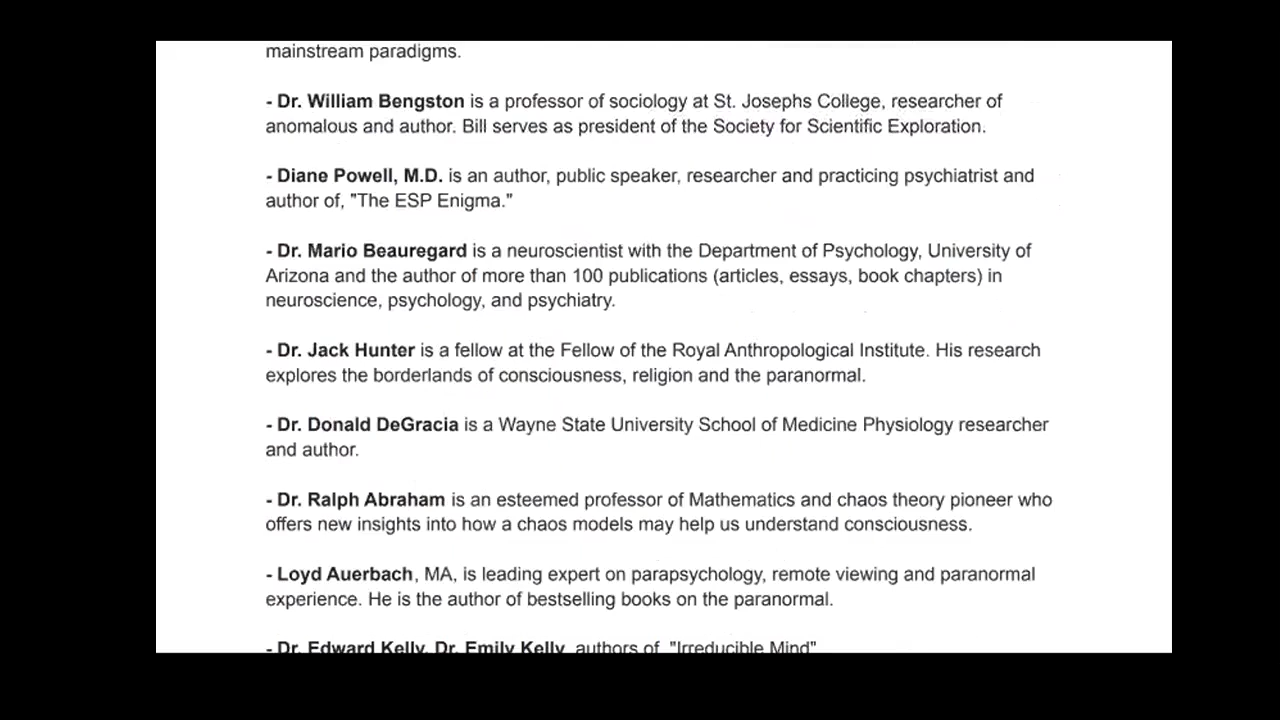 mainstream paradigms.
- Dr. William Bengston is a professor of sociology at St. Josephs College, researcher of
anomalous and author. Bill serves as president of the Society for Scientific Exploration.
- Diane Powell, M.D. is an author, public speaker, researcher and practicing psychiatrist and
author of, "The ESP Enigma."
- Dr. Mario Beauregard is a neuroscientist with the Department of Psychology, University of
Arizona and the author of more than 100 publications (articles, essays, book chapters) in
neuroscience, psychology, and psychiatry.
- Dr. Jack Hunter is a fellow at the Fellow of the Royal Anthropological Institute. His research
explores the borderlands of consciousness, religion and the paranormal.
- Dr. Donald DeGracia is a Wayne State University School of Medicine Physiology researcher
and author.
- Dr. Ralph Abraham is an esteemed professor of Mathematics and chaos theory pioneer who
offers new insights into how a chaos models may help us understand consciousness.
- Loyd Auerbach, MA, is leading expert on parapsychology, remote viewing and paranormal
experience. He is the author of bestselling books on the paranormal.
- Dr. Edward Kelly, Dr. Emily Kelly, authors of, "Irreducible Mind"